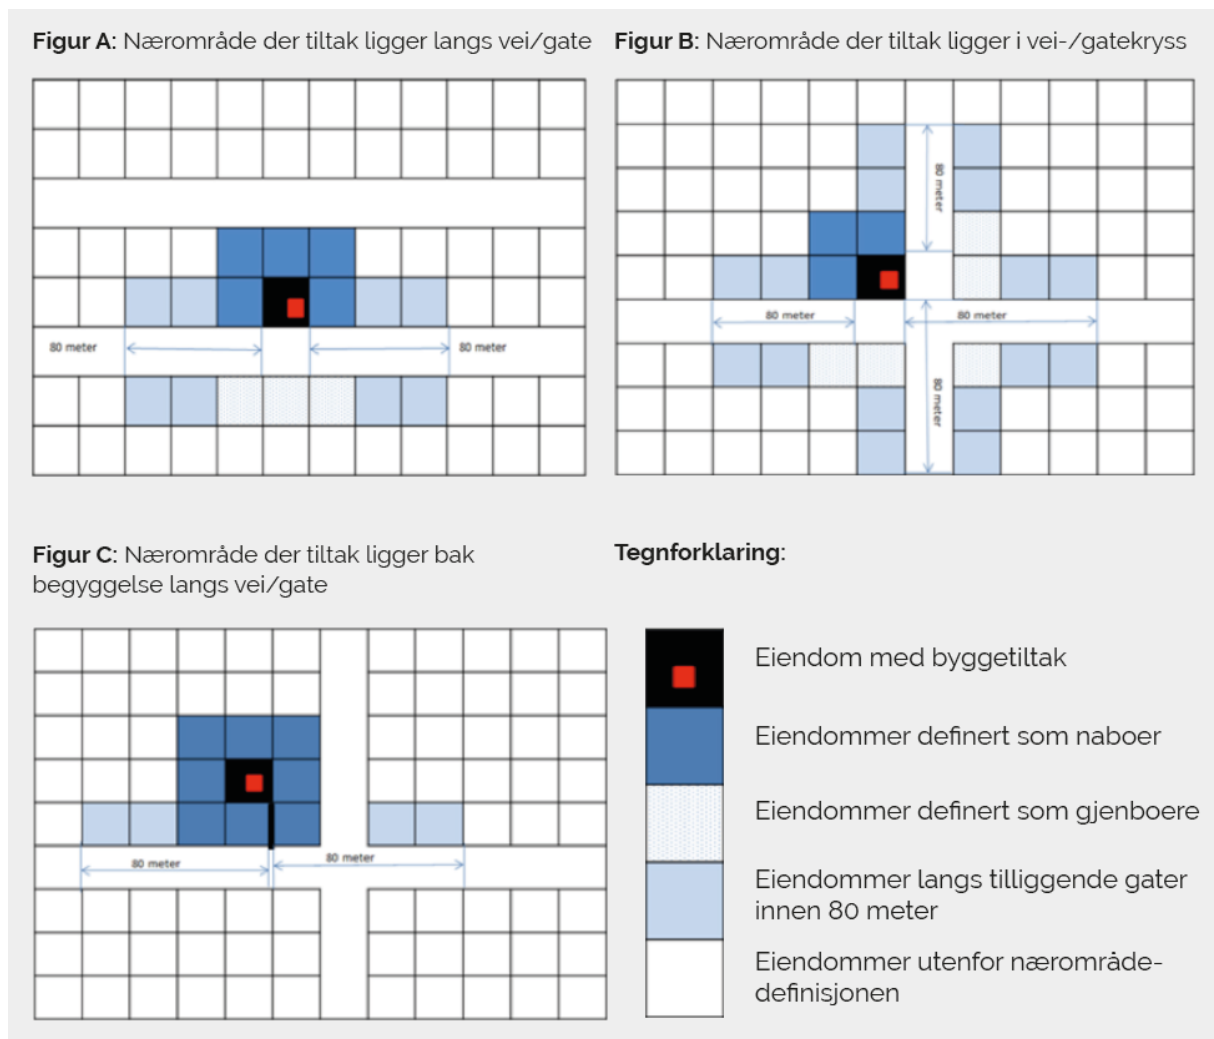 Figur A: Nærområde der tiltak ligger langs vei/gate
80 meter
80 meter
Figur B: Nærområde der tiltak ligger i vei-/gatekryss
80 meter
80 meter
80 meter
80 meter
Figur C: Nærområde der tiltak ligger bak
begyggelse langs vei/gate
80 meter
80 meter
Tegnforklaring:
Eiendom med byggetiltak
Eiendommer definert som naboer
Eiendommer definert som gjenboere
Eiendommer langs tilliggende gater
innen 80 meter
Eiendommer utenfor nærområde-
definisjonen